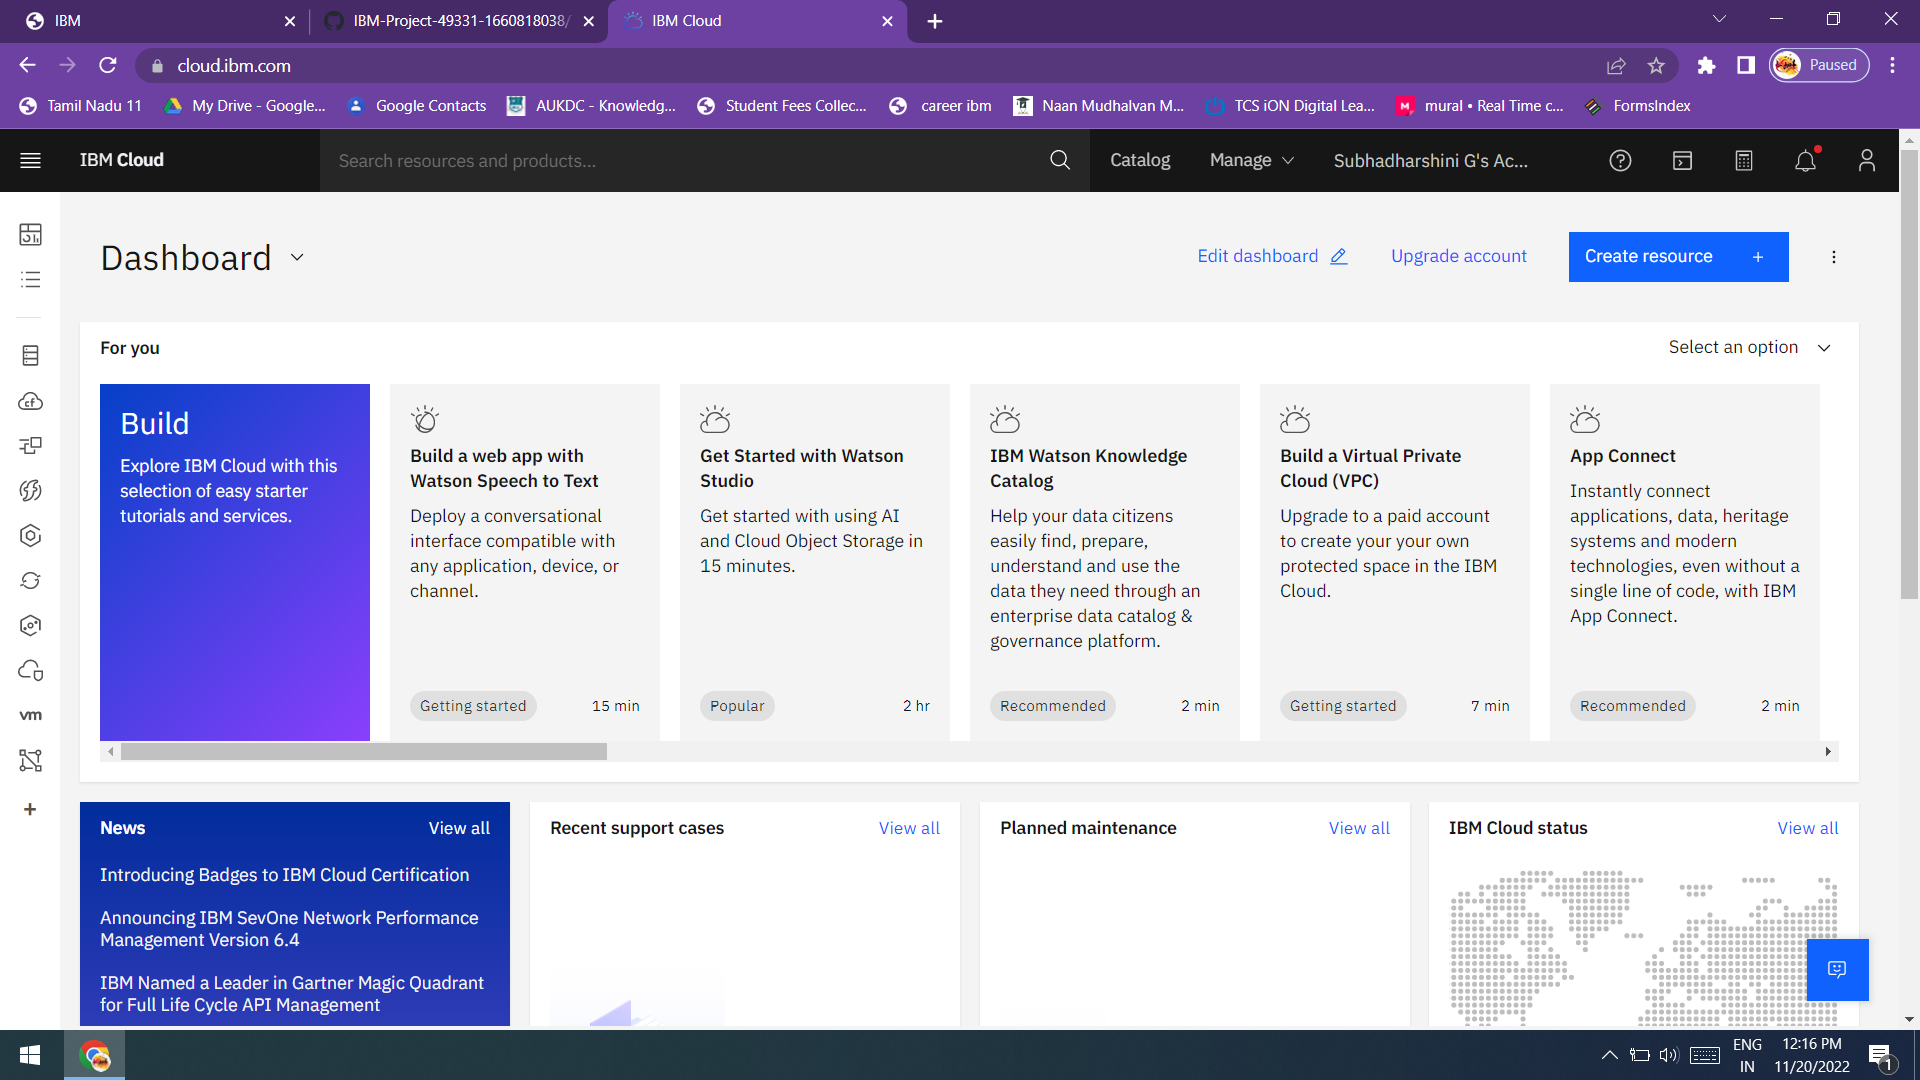 IBM
IBM-Project-49331-1660818038/
IBM Cloud
cloud.ibm.com
Paused
Tamil Nadu 11
My Drive - Google...
Google Contacts
AUKDC - Knowledg...
Student Fees Collec...
career ibm
Naan Mudhalvan M...
TCS iON Digital Lea...
mural • Real Time c...
FormsIndex
IBM Cloud
Search resources and products...
Catalog
Manage
Subhadharshini G's Ac...
Dashboard
Edit dashboard
Upgrade account
Create resource +
For you
Select an option
Build
Explore IBM Cloud with this
selection of easy starter
tutorials and services.
Build a web app with
Watson Speech to Text
Deploy a conversational
interface compatible with
any application, device, or
channel.
Getting started
15 min
Get Started with Watson
Studio
Get started with using AI
and Cloud Object Storage in
15 minutes.
Popular
2 hr
IBM Watson Knowledge
Catalog
Help your data citizens
easily find, prepare,
understand and use the
data they need through an
enterprise data catalog &
governance platform.
Recommended
2 min
Build a Virtual Private
Cloud (VPC)
Upgrade to a paid account
to create your your own
protected space in the IBM
Cloud.
Getting started
7 min
App Connect
Instantly connect
applications, data, heritage
systems and modern
technologies, even without a
single line of code, with IBM
App Connect.
Recommended
2 min
cf
vm
News
View all
Introducing Badges to IBM Cloud Certification
Announcing IBM SevOne Network Performance
Management Version 6.4
IBM Named a Leader in Gartner Magic Quadrant
for Full Life Cycle API Management
Recent support cases
View all
Planned maintenance
View all
IBM Cloud status
View all
ENG
IN
12:16 PM
11/20/2022
1